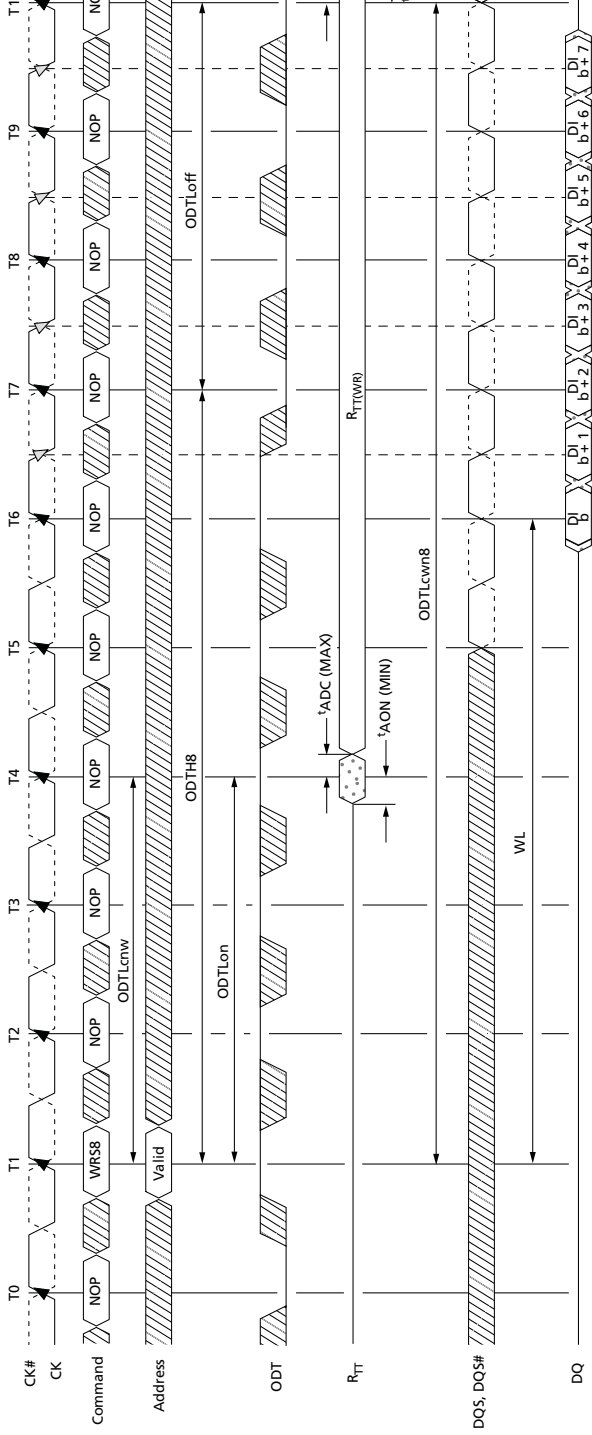 T0 T1 T2 T3 T4 T5 T6 T7 T8 T9 T1
CK#
CK
Command NOP WRS8 NOP NOP NOP NOP NOP NOP NOP NOP
ODTLcnw
Address Valid
ODTH8 ODTLoff
ODTLon
ODT
RTT RTT(WR)
tADC (MAX)
tAON (MIN)
ODTLcwn8
DQS, DQS#
WL
DQ
DI b
DI b + 1
DI b + 2
DI b + 3
DI b + 4
DI b + 5
DI b + 6
DI b + 7